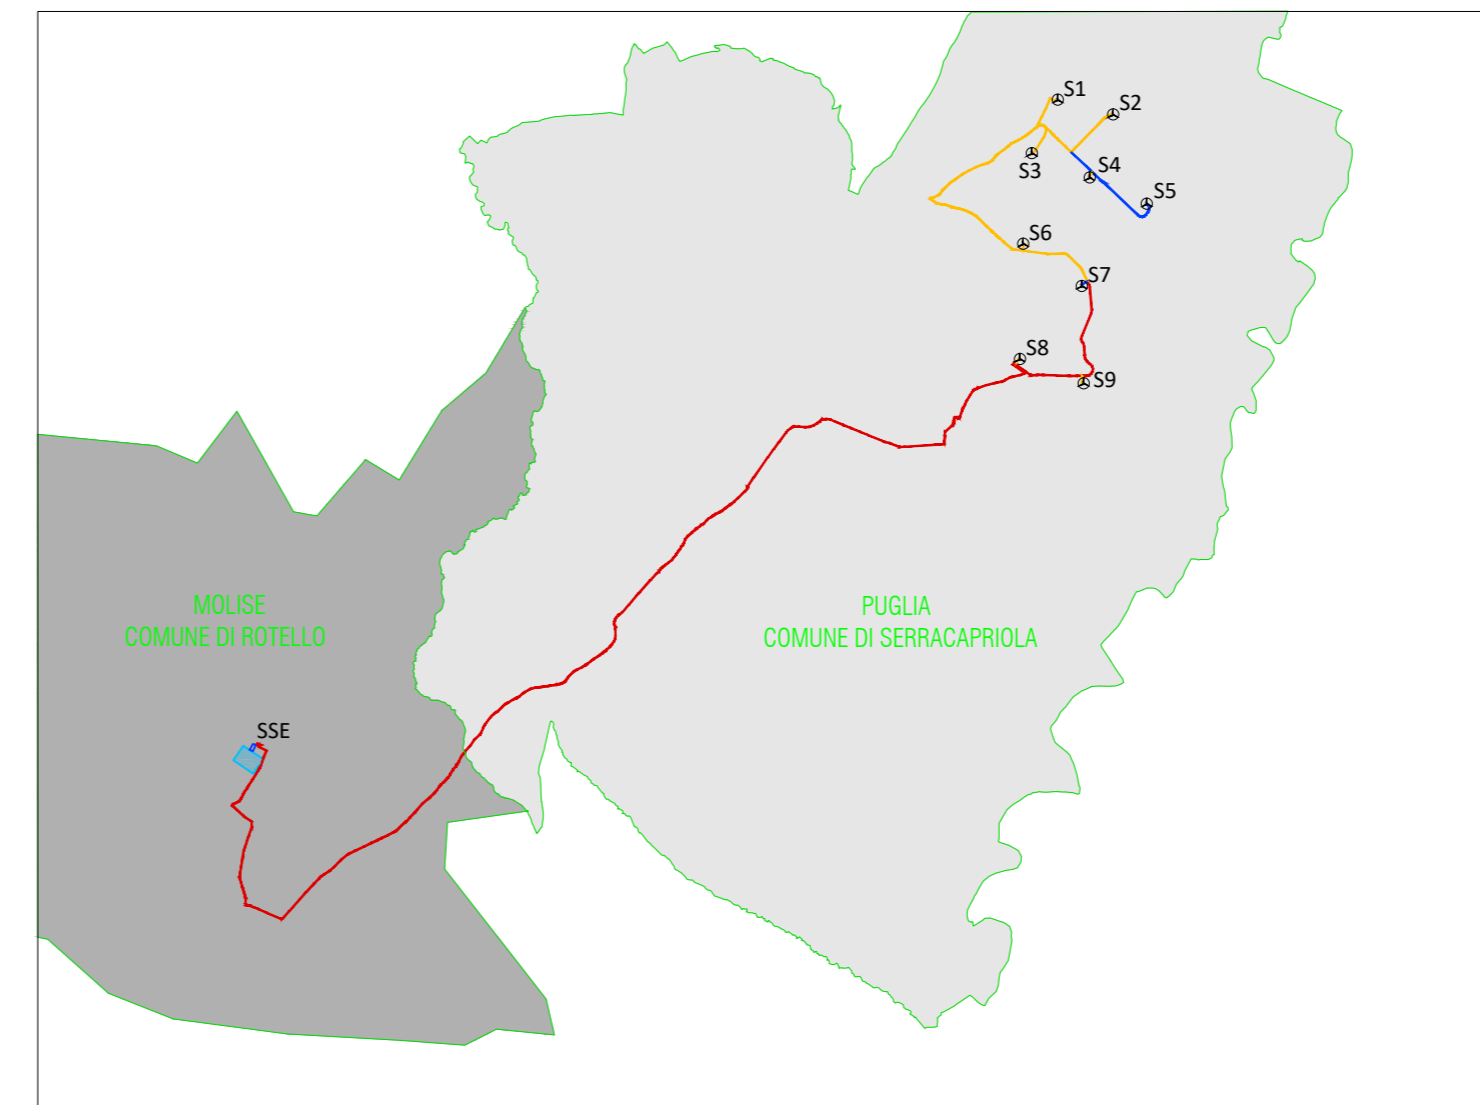 S1
S2
S3
S4
S5
S6
S7
S8
S9
MOLISE
COMUNE DI ROTELLO
PUGLIA
COMUNE DI SERRACAPRIOLA
SSE